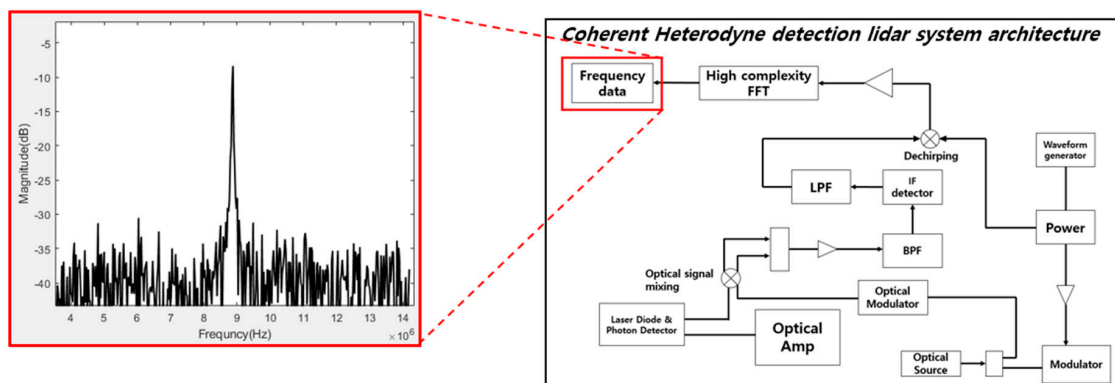 -5
-10
-15
-20
-25
-30
-35
-40
Magnitude(dB)
4 5 6 7 8 9 10 11 12 13 14
Frequncy(Hz)
×10⁶
Coherent Heterodyne detection lidar system architecture
Frequency
data
High complexity
FFT
Dechirping
Waveform
generator
LPF
IF
detector
Power
BPF
Optical signal
mixing
Optical
Modulator
Laser Diode &
Photon Detector
Optical
Amp
Optical
Source
Modulator